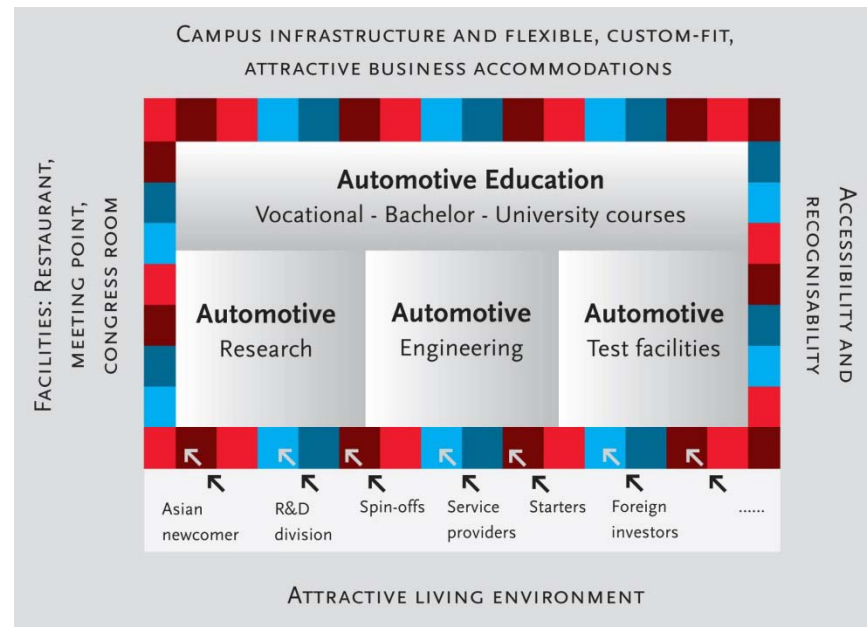 CAMPUS INFRASTRUCTURE AND FLEXIBLE, CUSTOM-FIT,
ATTRACTIVE BUSINESS ACCOMMODATIONS
FACILITIES: RESTAURANT,
MEETING POINT,
CONGRESS ROOM
Automotive Education
Vocational - Bachelor - University courses
Automotive
Research
Automotive
Engineering
Automotive
Test facilities
ACCESSIBILITY AND
RECOGNISABILITY
Asian
newcomer
R&D
division
Spin-offs
Service
providers
Starters
Foreign
investors
......
ATTRACTIVE LIVING ENVIRONMENT